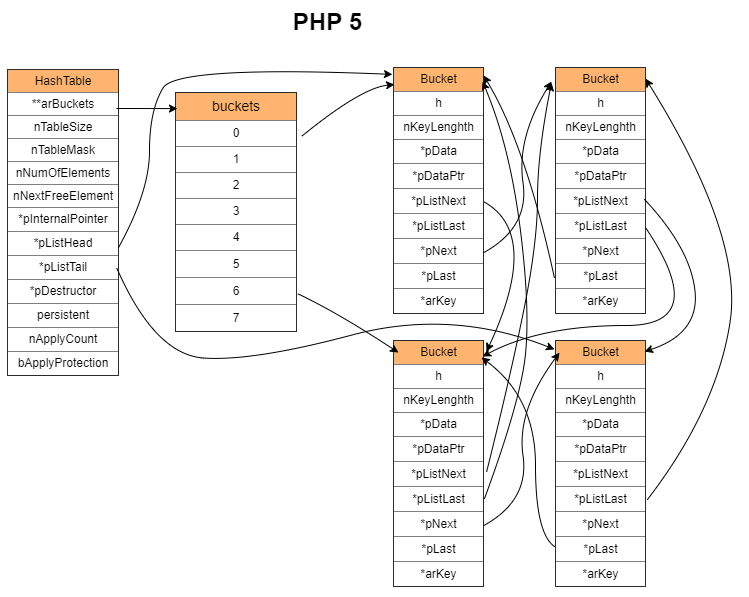 PHP 5
HashTable
**arBuckets
nTableSize
nTableMask
nNumOfElements
nNextFreeElement
*pInternalPointer
*pListHead
*pListTail
*pDestructor
persistent
nApplyCount
bApplyProtection
buckets
0
1
2
3
4
5
6
7
Bucket
h
nKeyLenghth
*pData
*pDataPtr
*pListNext
*pListLast
*pNext
*pLast
*arKey
Bucket
h
nKeyLenghth
*pData
*pDataPtr
*pListNext
*pListLast
*pNext
*pLast
*arKey
Bucket
h
nKeyLenghth
*pData
*pDataPtr
*pListNext
*pListLast
*pNext
*pLast
*arKey
Bucket
h
nKeyLenghth
*pData
*pDataPtr
*pListNext
*pListLast
*pNext
*pLast
*arKey